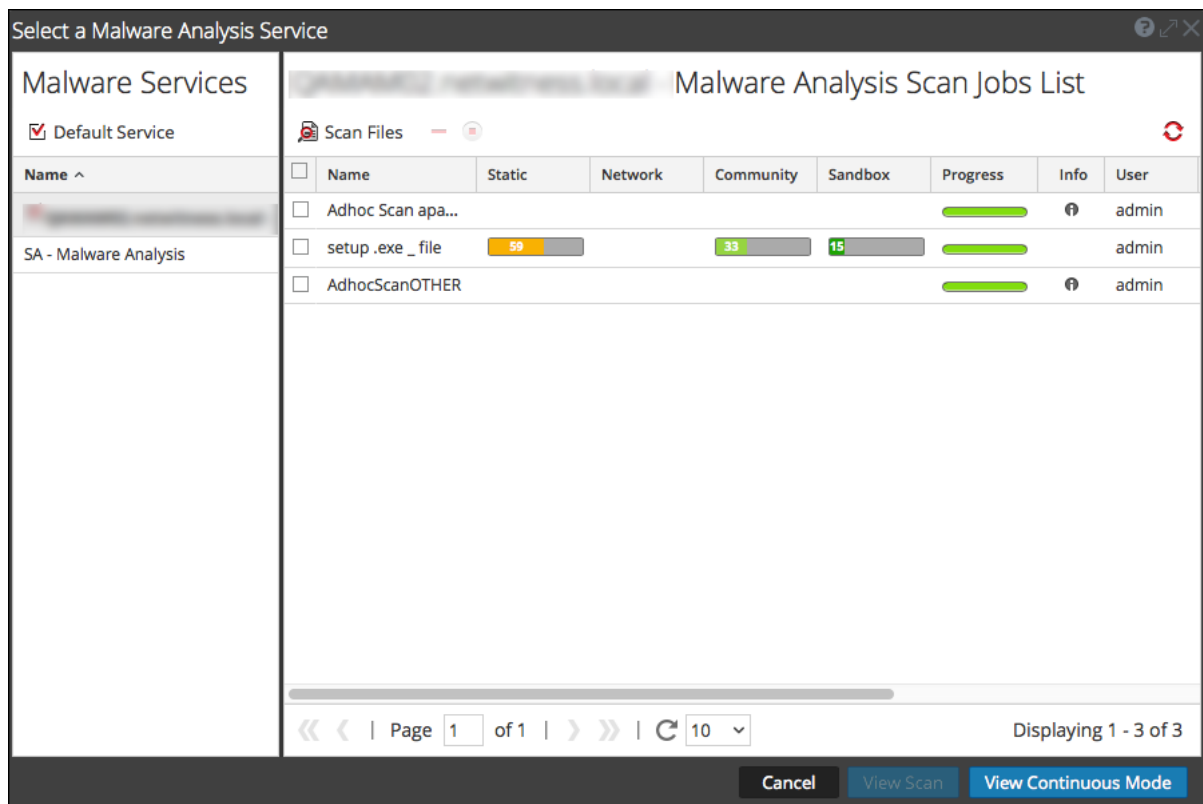 Select a Malware Analysis Service
Malware Services
Default Service
Name
SA - Malware Analysis
Malware Analysis Scan Jobs List
Scan Files
Name Static Network Community Sandbox Progress Info User
Adhoc Scan apa... admin
setup .exe _ file 59 33 15 admin
AdhocScanOTHER admin
Page 1 of 1 10 Displaying 1 - 3 of 3
Cancel View Scan View Continuous Mode